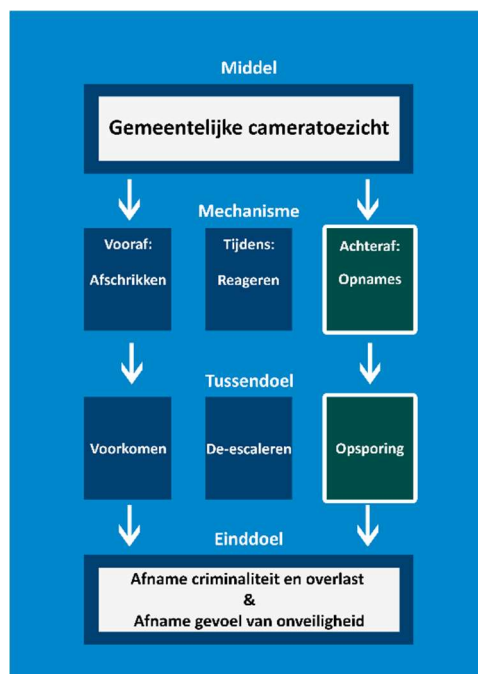 Middel
Gemeentelijke cameratoezicht
Mechanisme
Vooraf:
Afschrikken
Tijdens:
Reageren
Achteraf:
Opnames
Tussendoel
Voorkomen
De-escaleren
Opsporing
Einddoel
Afname criminaliteit en overlast
&
Afname gevoel van onveiligheid